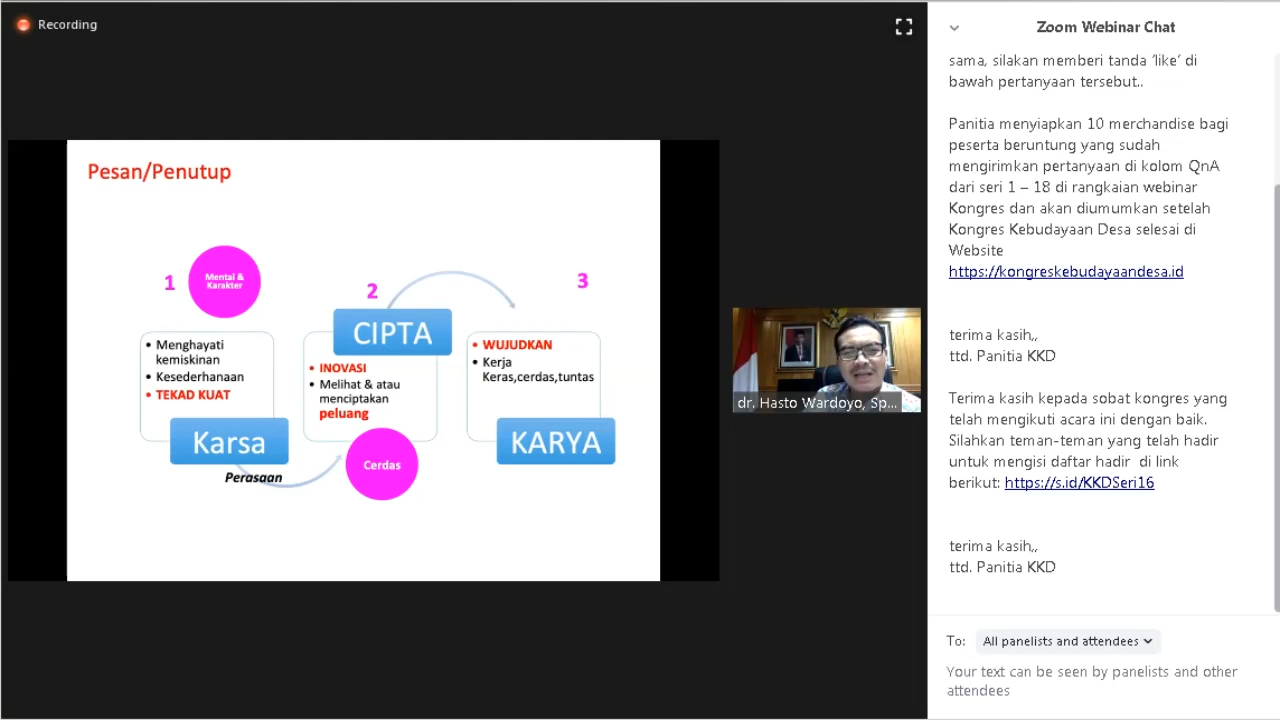 Recording
Pesan/Penutup
1
Mental &
Karakter
• Menghayati
kemiskinan
• Kesederhanaan
• TEKAD KUAT
Karsa
Perasaan
2
CIPTA
• INOVASI
• Melihat & atau
menciptakan
peluang
Cerdas
3
• WUJUDKAN
• Kerja
Keras,cerdas,tuntas
KARYA
dr. Hasto Wardoyo, Sp...
Zoom Webinar Chat
sama, silakan memberi tanda ‘like’ di
bawah pertanyaan tersebut..
Panitia menyiapkan 10 merchandise bagi
peserta beruntung yang sudah
mengirimkan pertanyaan di kolom QnA
dari seri 1 – 18 di rangkaian webinar
Kongres dan akan diumumkan setelah
Kongres Kebudayaan Desa selesai di
Website
https://kongreskebudayaandesa.id
terima kasih,,
ttd. Panitia KKD
Terima kasih kepada sobat kongres yang
telah mengikuti acara ini dengan baik.
Silahkan teman-teman yang telah hadir
untuk mengisi daftar hadir  di link
berikut: https://s.id/KKDSeri16
terima kasih,,
ttd. Panitia KKD
To: All panelists and attendees
Your text can be seen by panelists and other
attendees